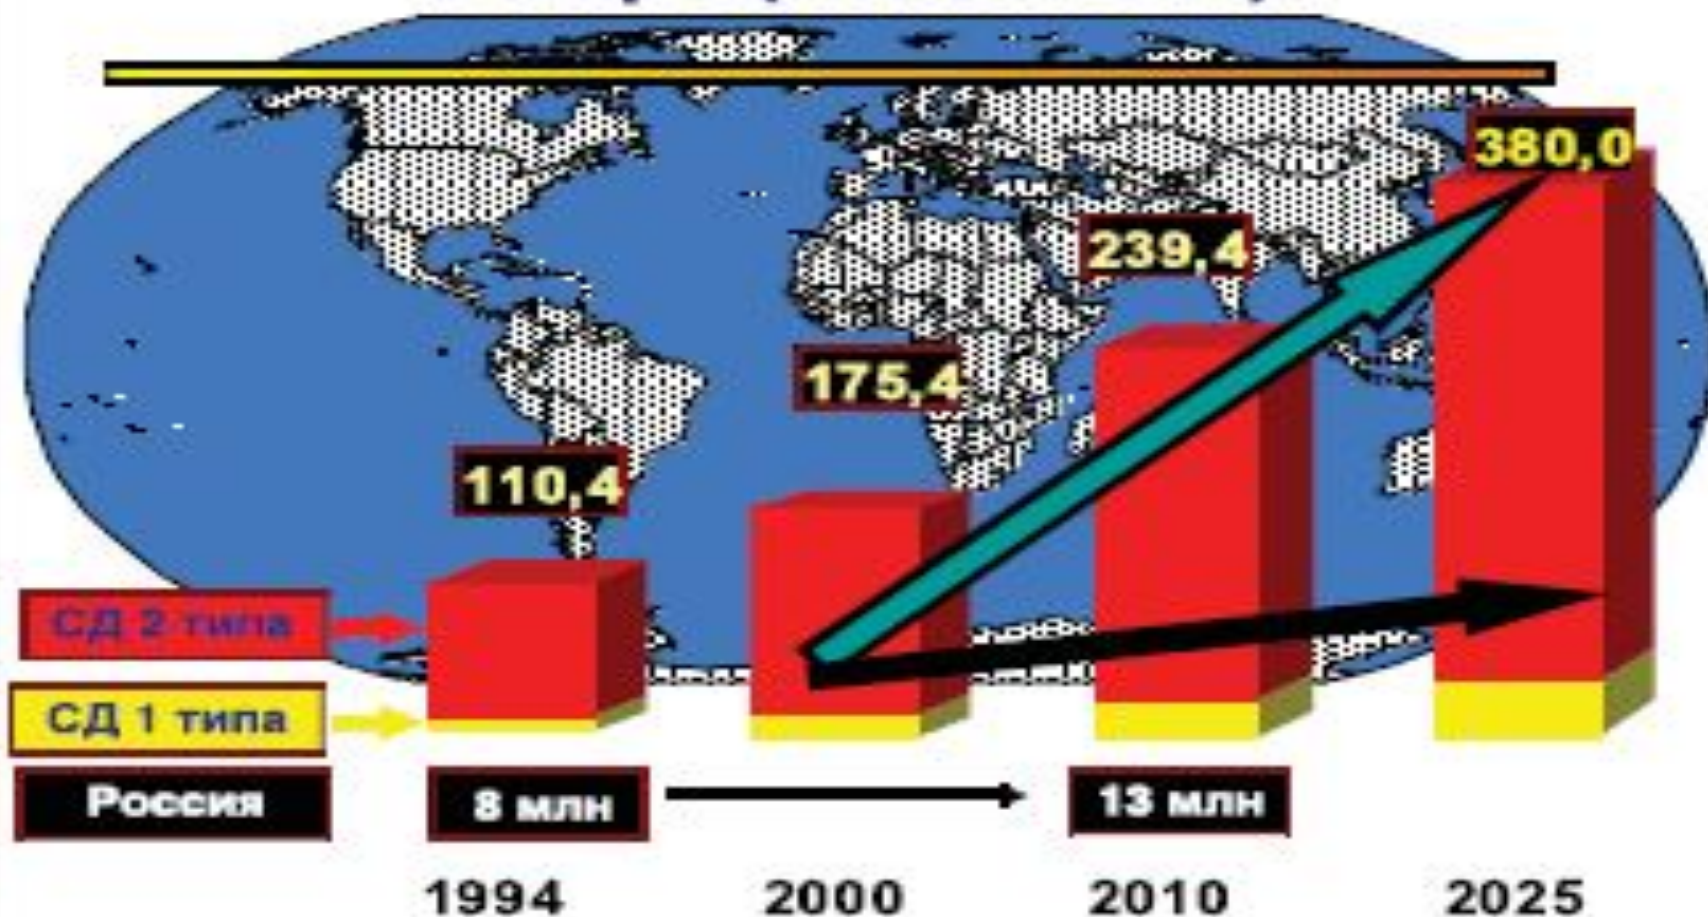 380,0
239,4
175,4
110,4
СД 2 типа
СД 1 типа
Россия 8 млн 13 млн
1994 2000 2010 2025